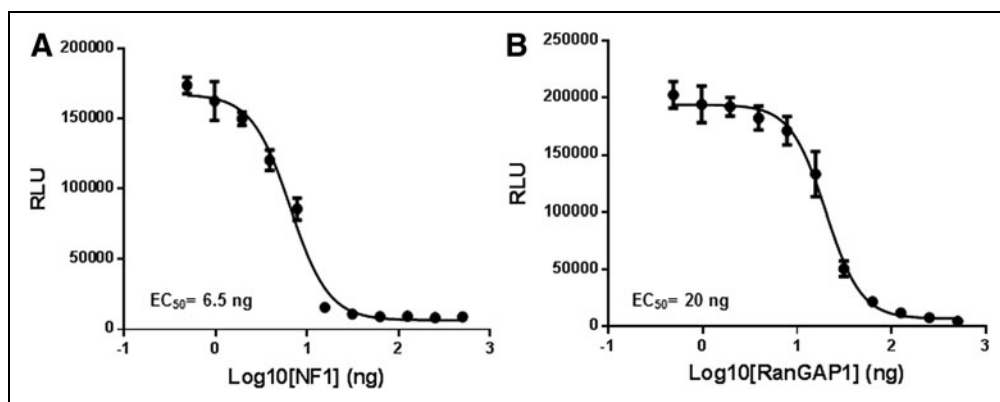 A
200000
150000
100000
50000
0
RLU
EC50= 6.5 ng
-1 0 1 2 3
Log10[NF1] (ng)
B
250000
200000
150000
100000
50000
0
RLU
EC50= 20 ng
-1 0 1 2 3
Log10[RanGAP1] (ng)